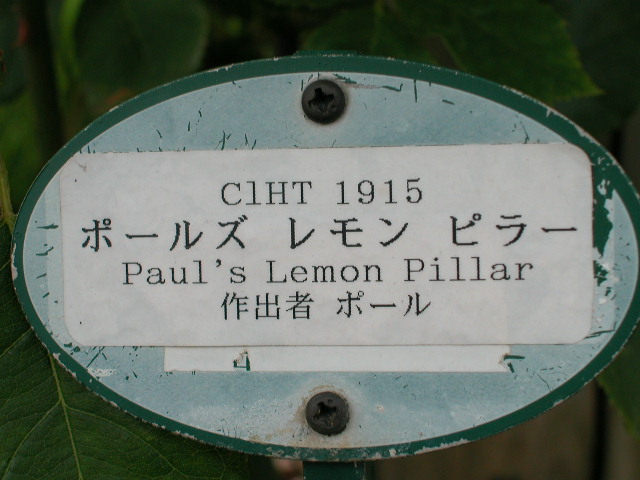 ClHT 1915
ポールズ レモン ピラー
Paul's Lemon Pillar
作出者 ポール